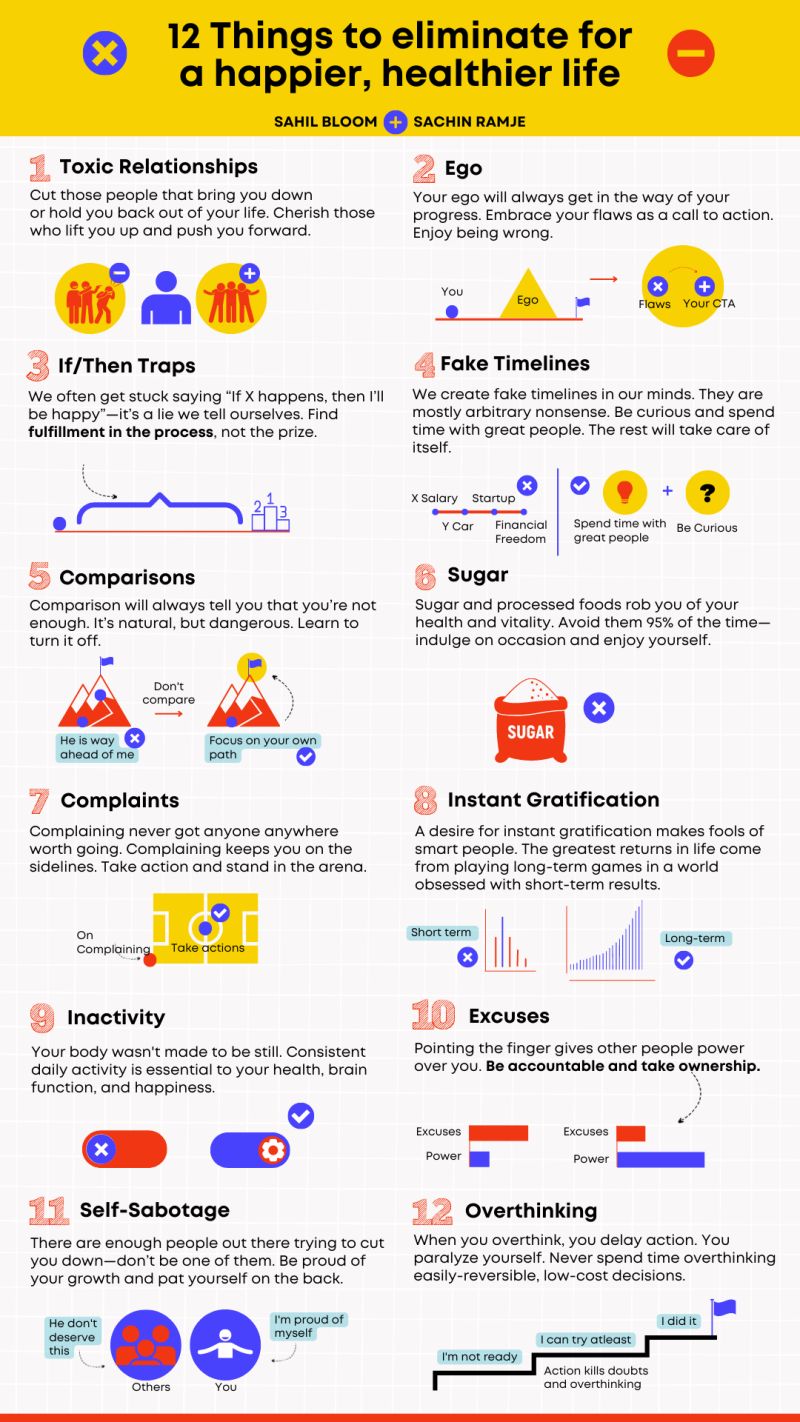 12 Things to eliminate for
a happier, healthier life
SAHIL BLOOM + SACHIN RAMJE
1 Toxic Relationships
Cut those people that bring you down
or hold you back out of your life. Cherish those
who lift you up and push you forward.
2 Ego
Your ego will always get in the way of your
progress. Embrace your flaws as a call to action.
Enjoy being wrong.
You
Ego
Flaws
Your CTA
3 If/Then Traps
We often get stuck saying “If X happens, then I'll
be happy”—it's a lie we tell ourselves. Find
fulfillment in the process, not the prize.
2 1 3
4 Fake Timelines
We create fake timelines in our minds. They are
mostly arbitrary nonsense. Be curious and spend
time with great people. The rest will take care of
itself.
X Salary
Startup
Y Car
Financial
Freedom
+
?
Spend time with
great people
Be Curious
5 Comparisons
Comparison will always tell you that you're not
enough. It's natural, but dangerous. Learn to
turn it off.
Don't
compare
He is way
ahead of me
Focus on your own
path
6 Sugar
Sugar and processed foods rob you of your
health and vitality. Avoid them 95% of the time—
indulge on occasion and enjoy yourself.
SUGAR
7 Complaints
Complaining never got anyone anywhere
worth going. Complaining keeps you on the
sidelines. Take action and stand in the arena.
On
Complaining
Take actions
8 Instant Gratification
A desire for instant gratification makes fools of
smart people. The greatest returns in life come
from playing long-term games in a world
obsessed with short-term results.
Short term
Long-term
9 Inactivity
Your body wasn't made to be still. Consistent
daily activity is essential to your health, brain
function, and happiness.
10 Excuses
Pointing the finger gives other people power
over you. Be accountable and take ownership.
Excuses
Power
Excuses
Power
11 Self-Sabotage
There are enough people out there trying to cut
you down—don't be one of them. Be proud of
your growth and pat yourself on the back.
He don't
deserve
this
I'm proud of
myself
Others
You
12 Overthinking
When you overthink, you delay action. You
paralyze yourself. Never spend time overthinking
easily-reversible, low-cost decisions.
I did it
I can try atleast
I'm not ready
Action kills doubts
and overthinking